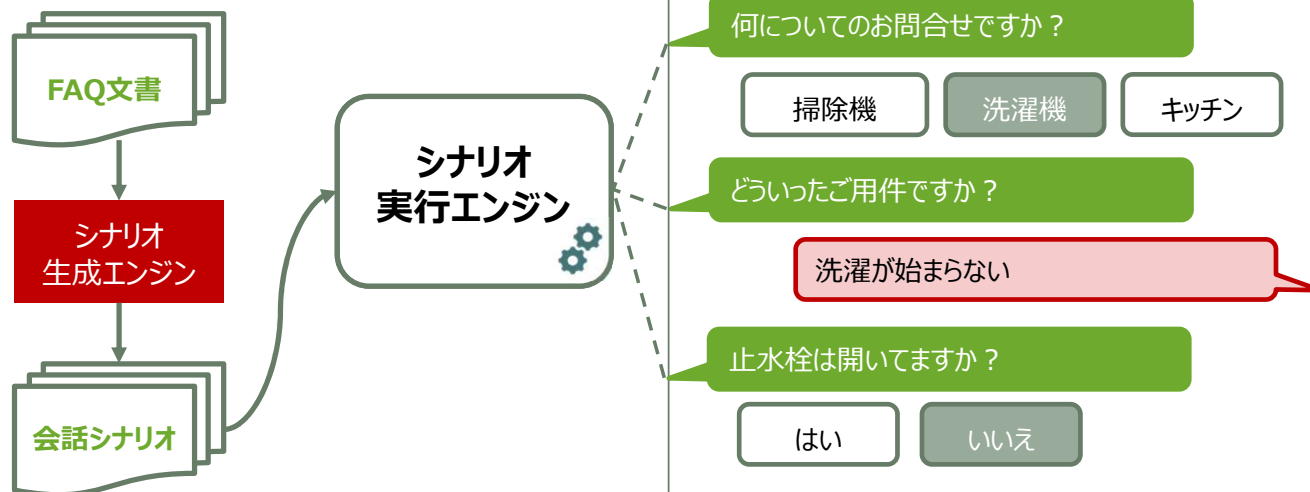 FAQ文書
シナリオ
生成エンジン
会話シナリオ
シナリオ
実行エンジン
何についてのお問合せですか？
掃除機
洗濯機
キッチン
どういったご用件ですか？
洗濯が始まらない
止水栓は開いてますか？
はい
いいえ